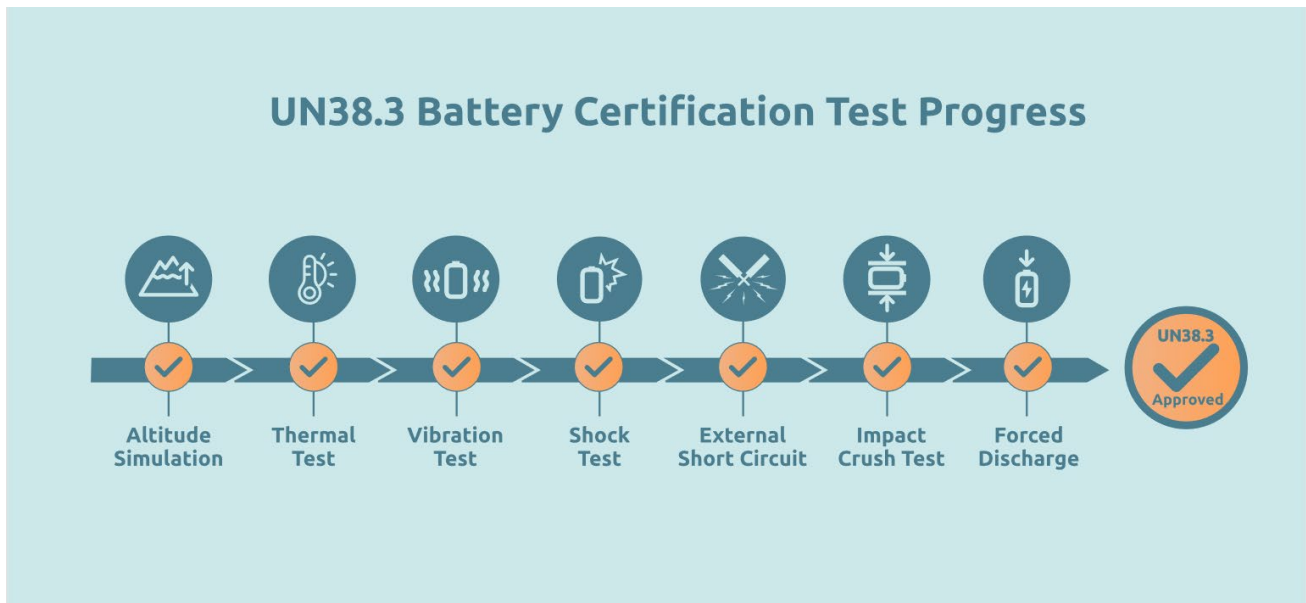 UN38.3 Battery Certification Test Progress
UN38.3
Approved
Altitude
Simulation
Thermal
Test
Vibration
Test
Shock
Test
External
Short Circuit
Impact
Crush Test
Forced
Discharge